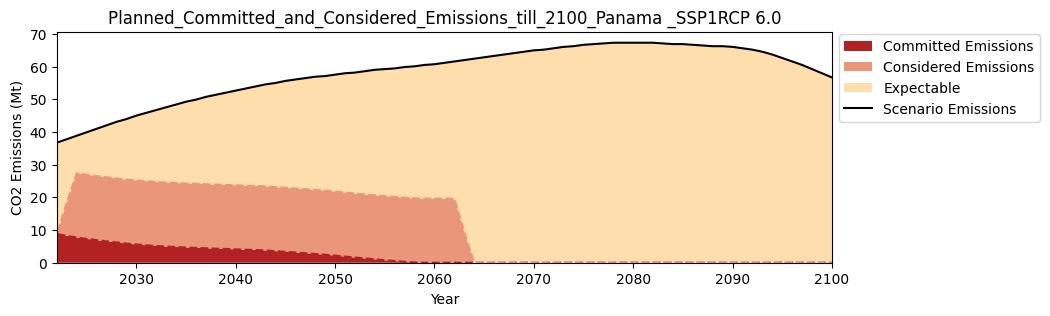 Planned_Committed_and_Considered_Emissions_till_2100_Panama _SSP1RCP 6.0
70
60
50
40
30
20
10
0
CO2 Emissions (Mt)
2030 2040 2050 2060 2070 2080 2090 2100
Year
Committed Emissions
Considered Emissions
Expectable
Scenario Emissions